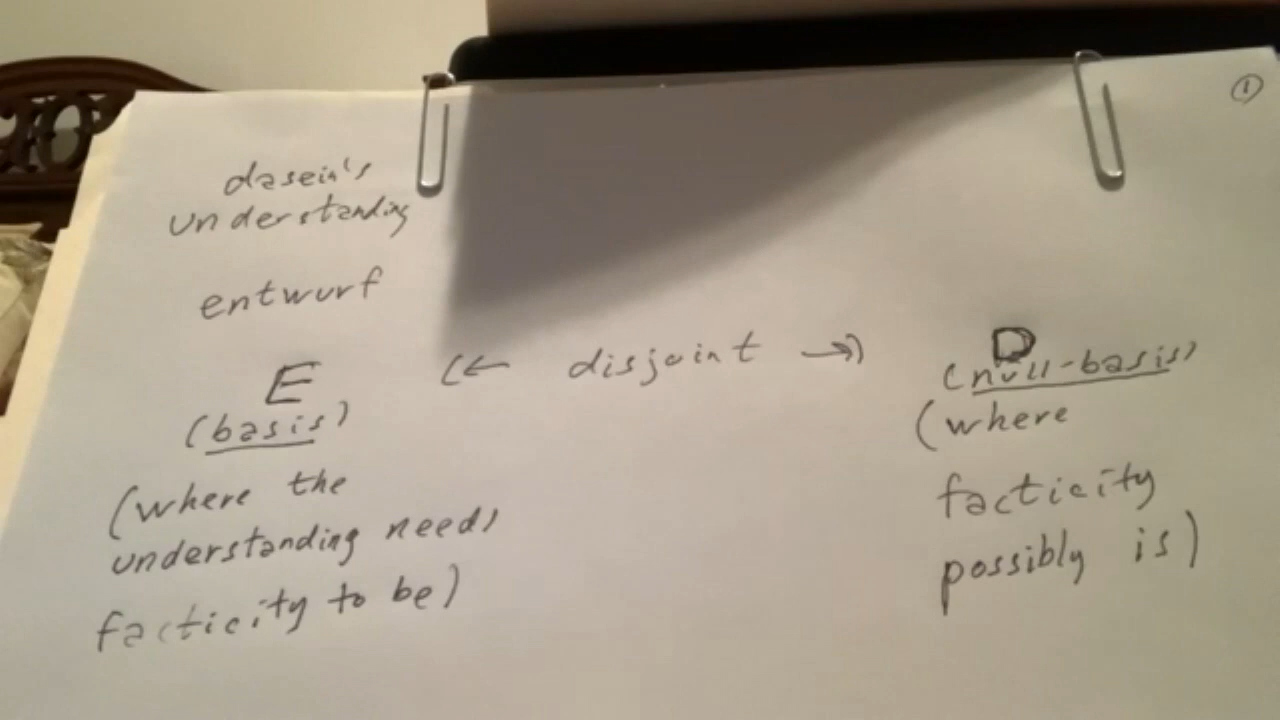 ①
dasein's
understanding
entwurf
E (← disjoint →) D
(basis) (null-basis)
(where the (where
understanding needs facticity
facticity to be) possibly is)